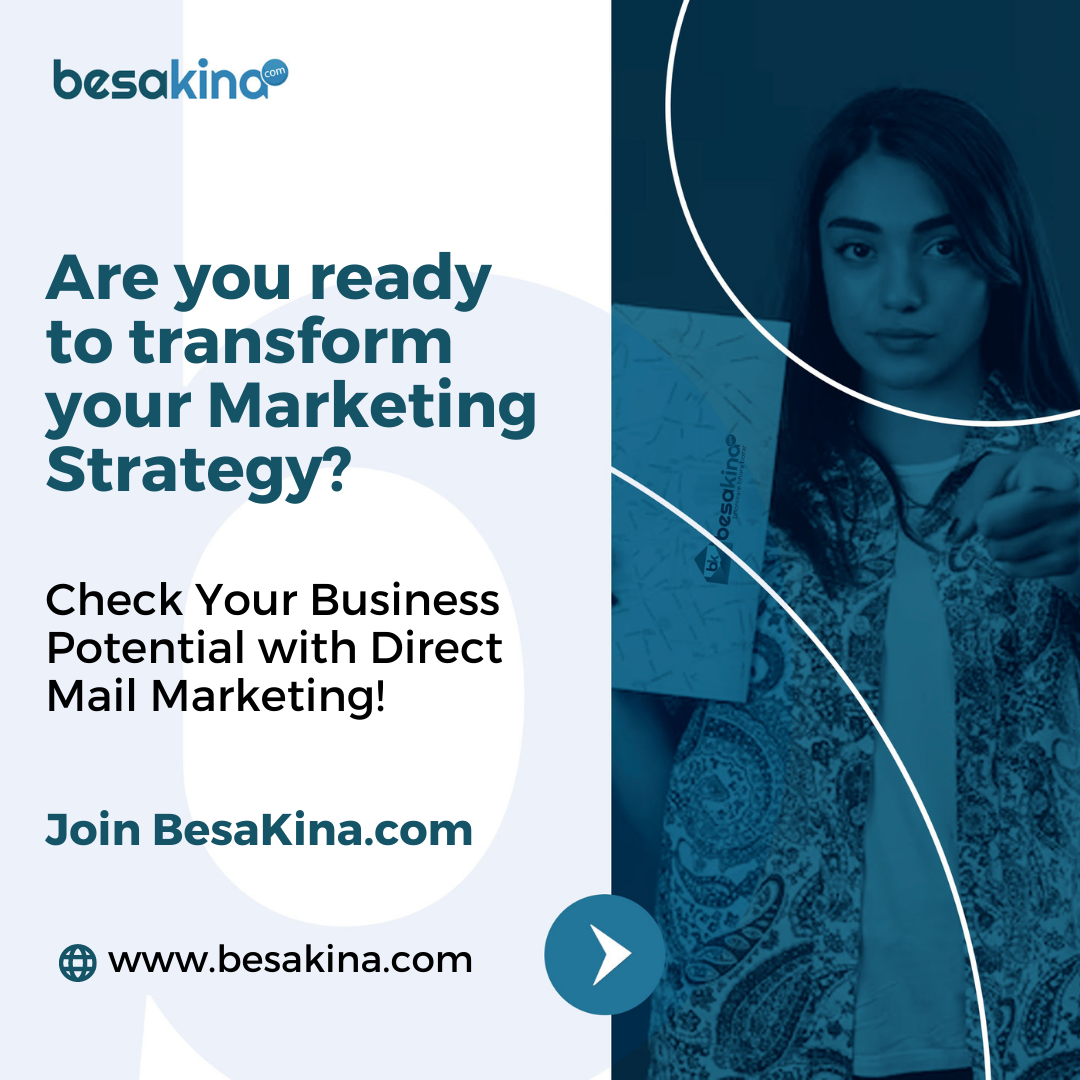 besakina
com
Are you ready
to transform
your Marketing
Strategy?
Check Your Business
Potential with Direct
Mail Marketing!
Join BesaKina.com
www.besakina.com
bk
besakina